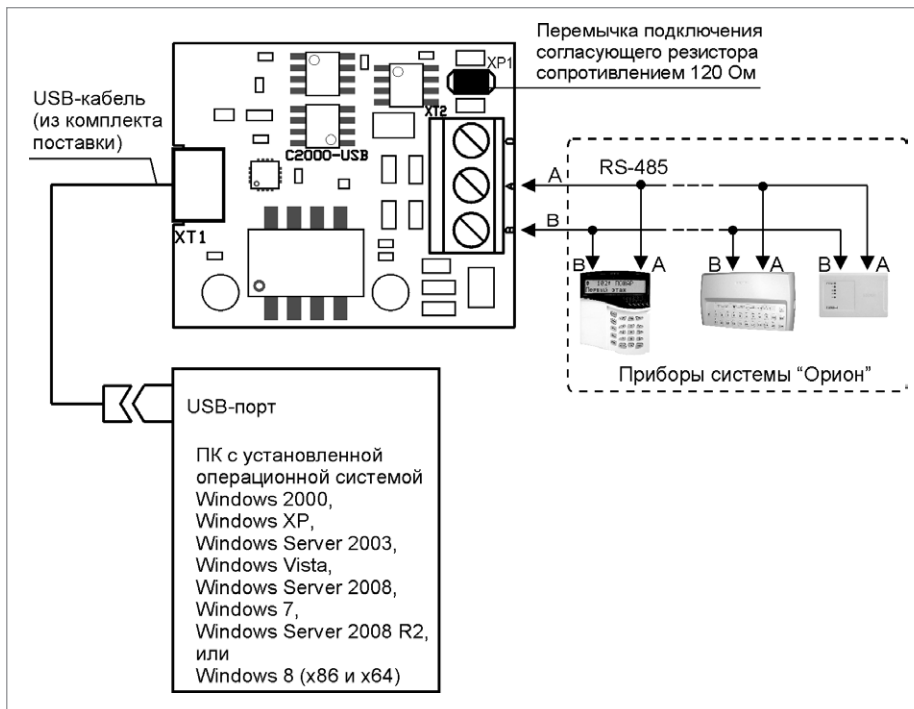 Перемычка подключения
согласующего резистора
сопротивлением 120 Ом
XP1
USB-кабель
(из комплекта
поставки)
XT2
C2000-USB
XT1
A
B
RS-485
A
B
B
A
B
A
B
A
Приборы системы “Орион”
USB-порт
ПК с установленной
операционной системой
Windows 2000,
Windows XP,
Windows Server 2003,
Windows Vista,
Windows Server 2008,
Windows 7,
Windows Server 2008 R2,
или
Windows 8 (x86 и x64)